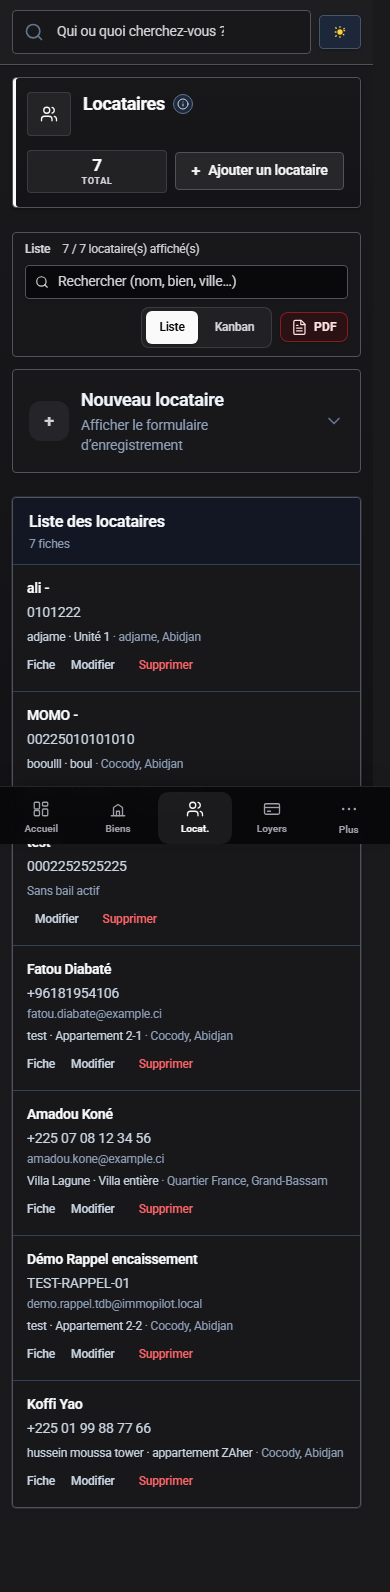 Qui ou quoi cherchez-vous ?
Locataires
7
TOTAL
+ Ajouter un locataire
Liste 7 / 7 locataire(s) affiché(s)
Rechercher (nom, bien, ville…)
Liste Kanban PDF
+
Nouveau locataire
Afficher le formulaire
d’enregistrement
Liste des locataires
7 fiches
ali -
0101222
adjame · Unité 1 · adjame, Abidjan
Fiche Modifier Supprimer
MOMO -
00225010101010
booulll · boul · Cocody, Abidjan
Accueil Biens Locat. Loyers Plus
test
0002252525225
Sans bail actif
Modifier Supprimer
Fatou Diabaté
+96181954106
fatou.diabate@example.ci
test · Appartement 2-1 · Cocody, Abidjan
Fiche Modifier Supprimer
Amadou Koné
+225 07 08 12 34 56
amadou.kone@example.ci
Villa Lagune · Villa entière · Quartier France, Grand-Bassam
Fiche Modifier Supprimer
Démo Rappel encaissement
TEST-RAPPEL-01
demo.rappel.tdb@immopilot.local
test · Appartement 2-2 · Cocody, Abidjan
Fiche Modifier Supprimer
Koffi Yao
+225 01 99 88 77 66
hussein moussa tower · appartement ZAher · Cocody, Abidjan
Fiche Modifier Supprimer